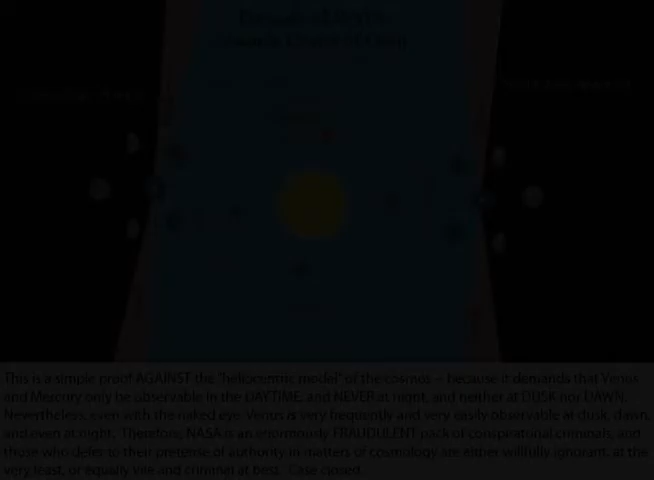 This is a simple proof AGAINST the "heliocentric model" of the cosmos -- because it demands that Venus
and Mercury only be observable in the DAYTIME, and NEVER at night, and neither at DUSK nor DAWN.
Nevertheless, even with the naked eye, Venus is very frequently and very easily observable at dusk, dawn,
and even at night. Therefore, NASA is an enormously FRAUDULENT pack of conspiratorial criminals, and
those who defer to their pretense of authority in matters of cosmology are either willfully ignorant, at the
very least, or equally vile and criminal at best. Case closed.